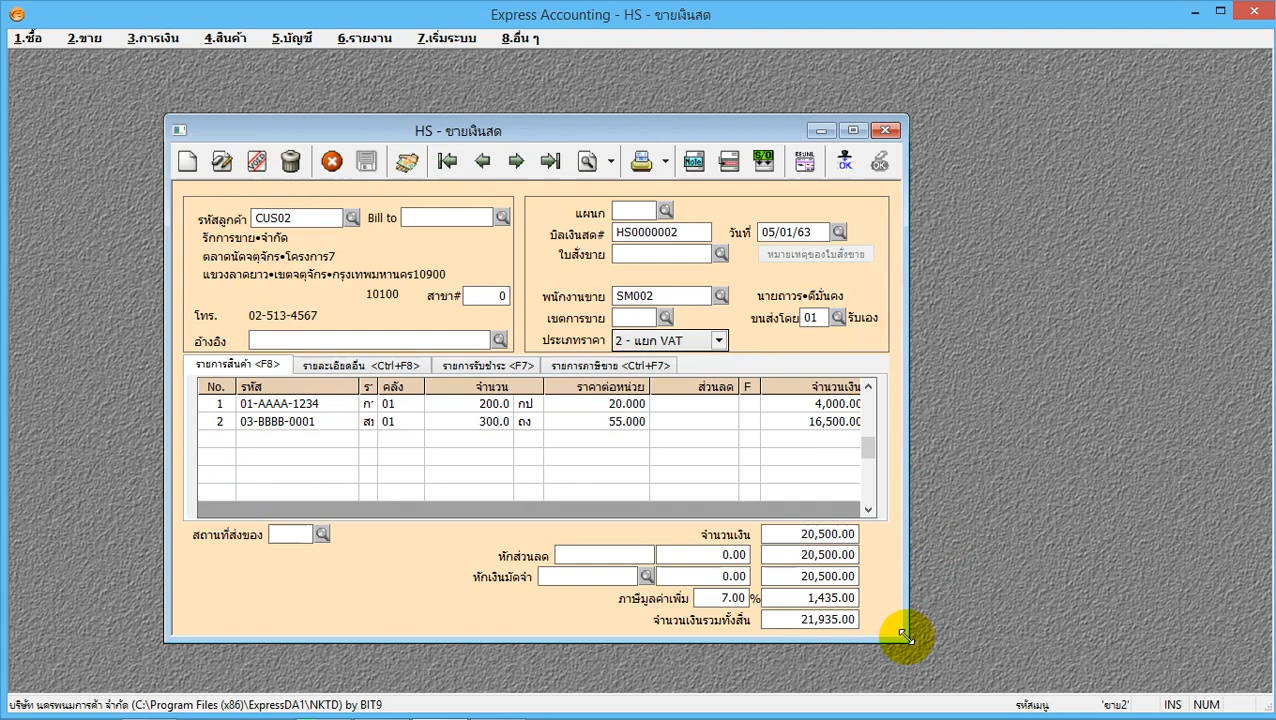 Express Accounting - HS - ขายเงินสด
1.ซื้อ 2.ขาย 3.การเงิน 4.สินค้า 5.บัญชี 6.รายงาน 7.เริ่มระบบ 8.อื่น ๆ
HS - ขายเงินสด
VOID Note S/O RE/INV. OK OK
รหัสลูกค้า CUS02 Bill to
รักการขาย•จำกัด
ตลาดนัดจตุจักร•โครงการ7
แขวงลาดยาว•เขตจตุจักร•กรุงเทพมหานคร10900
10100 สาขา# 0
โทร. 02-513-4567
อ้างอิง
แผนก
บิลเงินสด# HS0000002 วันที่ 05/01/63
ใบสั่งขาย หมายเหตุของใบสั่งขาย
พนักงานขาย SM002 นายถาวร•ดีมั่นคง
เขตการขาย ขนส่งโดย 01 รับเอง
ประเภทราคา 2 - แยก VAT
รายการสินค้า <F8> รายละเอียดอื่น <Ctrl+F8> รายการรับชำระ <F7> รายการภาษีขาย <Ctrl+F7>
No. รหัส คลัง จำนวน ราคาต่อหน่วย ส่วนลด F จำนวนเงิน
1 01-AAAA-1234 01 200.0 กป 20.000 4,000.00
2 03-BBBB-0001 01 300.0 ถง 55.000 16,500.00
สถานที่ส่งของ จำนวนเงิน 20,500.00
หักส่วนลด 0.00 20,500.00
หักเงินมัดจำ 0.00 20,500.00
ภาษีมูลค่าเพิ่ม 7.00 % 1,435.00
จำนวนเงินรวมทั้งสิ้น 21,935.00
บริษัท นครพนมการค้า จำกัด (C:\Program Files (x86)\ExpressDA1\NKTD) by BIT9 รหัสเมนู 'ขาย2' INS NUM